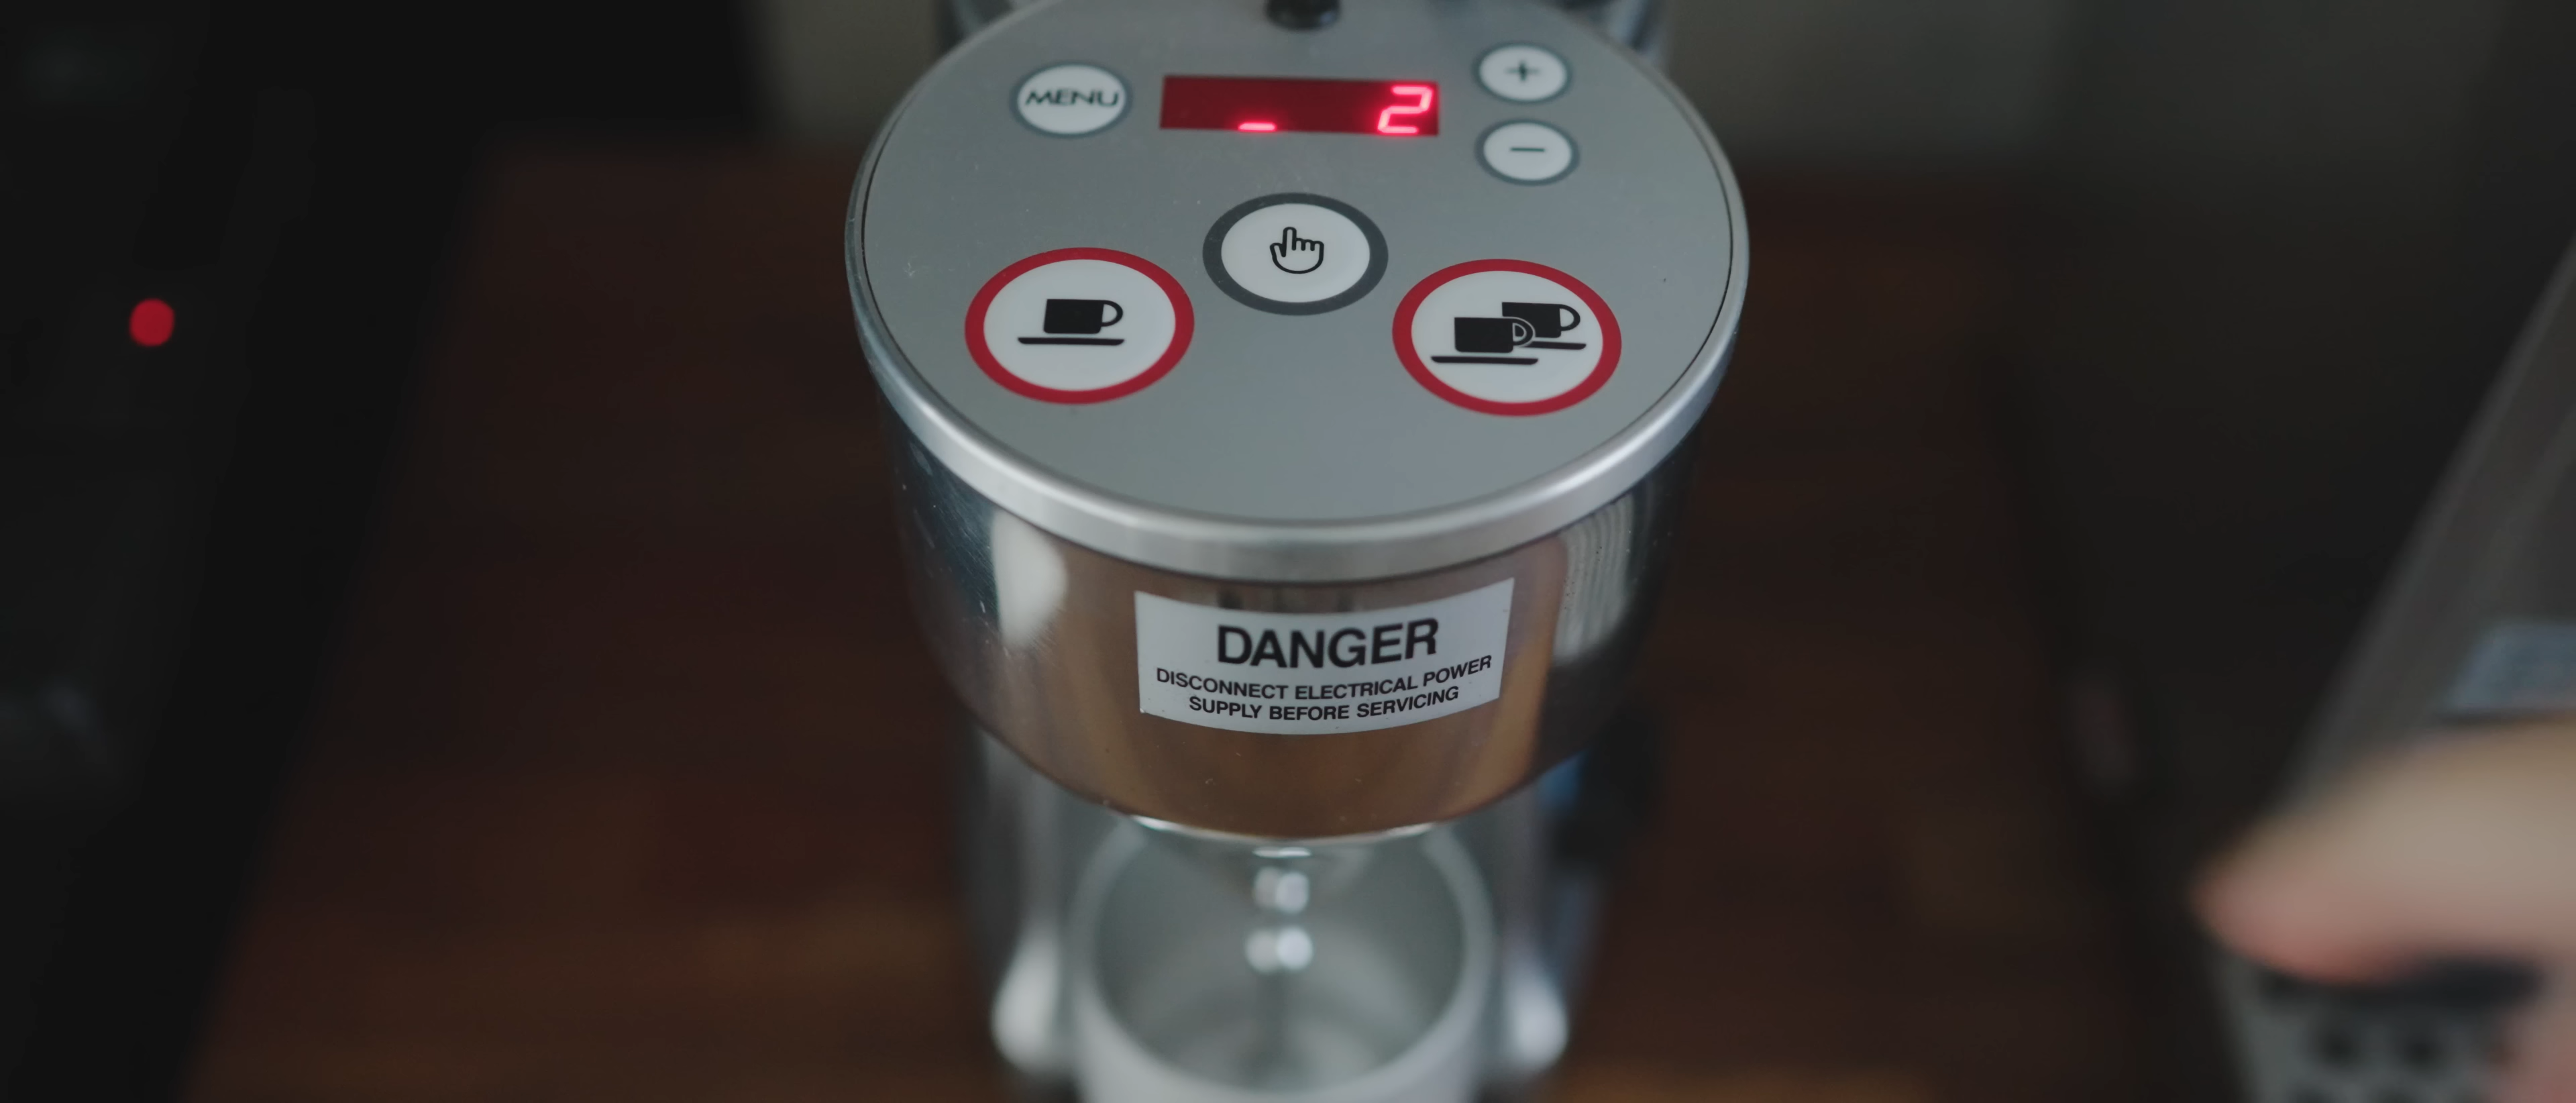 MENU
_ 2
+
−
DANGER
DISCONNECT ELECTRICAL POWER
SUPPLY BEFORE SERVICING